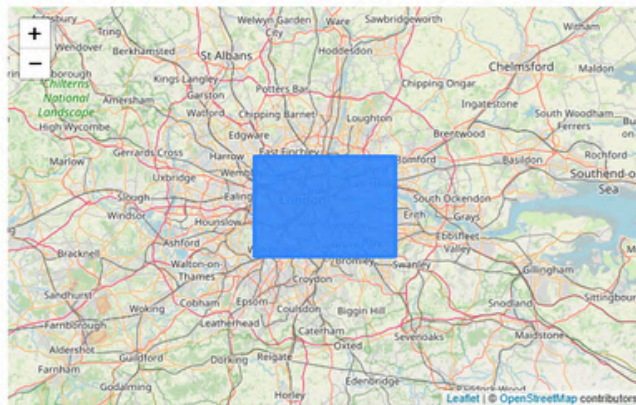 +
−
Welwyn Garden City
Ware
Sawbridgeworth
Tring
Wendover
Berkhamsted
Hoddesdon
Witham
St Albans
Chelmsford
Maldon
Kings Langley
Chilterns National Landscape
Amersham
Garston
Potters Bar
Chipping Ongar
Watford
Chipping Barnet
Loughton
Ingatestone
High Wycombe
South Woodham Ferrers
Edgware
Brentwood
Marlow
Gerrards Cross
Harrow
East Finchley
Romford
Basildon
Rochford
Uxbridge
Southend-on-Sea
Slough
London
South Ockendon
Windsor
Hounslow
Erith
Grays
Ashford
Ebbsfleet Valley
Bracknell
Walton-on-Thames
Bromley
Swanley
Gillingham
Sandhurst
Cobham
Epsom
Croydon
Sittingbou
Woking
Coulsdon
Biggin Hill
Snodland
Farnborough
Leatherhead
Caterham
Sevenoaks
Maidstone
Aldershot
Guildford
Dorking
Reigate
Oxted
Farnham
Godalming
Horley
Edenbridge
Paddock Wood
Leaflet | © OpenStreetMap contributors